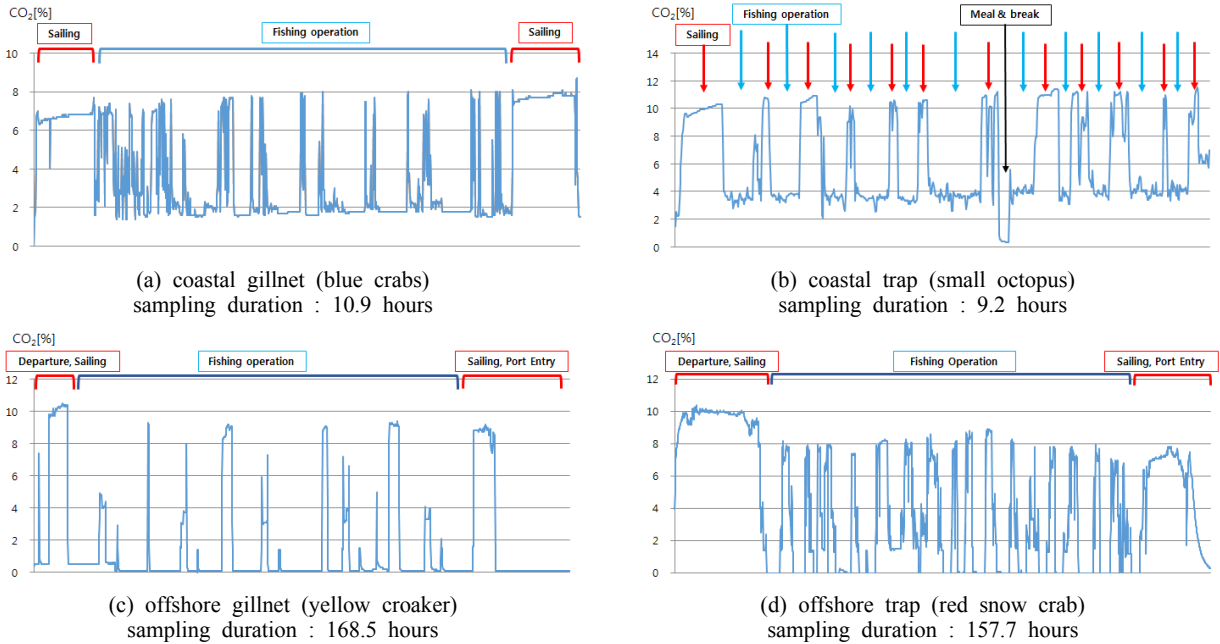 CO₂[%]
Sailing
Fishing operation
Sailing
10
8
6
4
2
0
(a) coastal gillnet (blue crabs)
sampling duration : 10.9 hours
CO₂[%]
Fishing operation
Meal & break
Sailing
14
12
10
8
6
4
2
0
(b) coastal trap (small octopus)
sampling duration : 9.2 hours
CO₂[%]
Departure, Sailing
Fishing operation
Sailing, Port Entry
12
10
8
6
4
2
0
(c) offshore gillnet (yellow croaker)
sampling duration : 168.5 hours
CO₂[%]
Departure, Sailing
Fishing Operation
Sailing, Port Entry
12
10
8
6
4
2
0
(d) offshore trap (red snow crab)
sampling duration : 157.7 hours